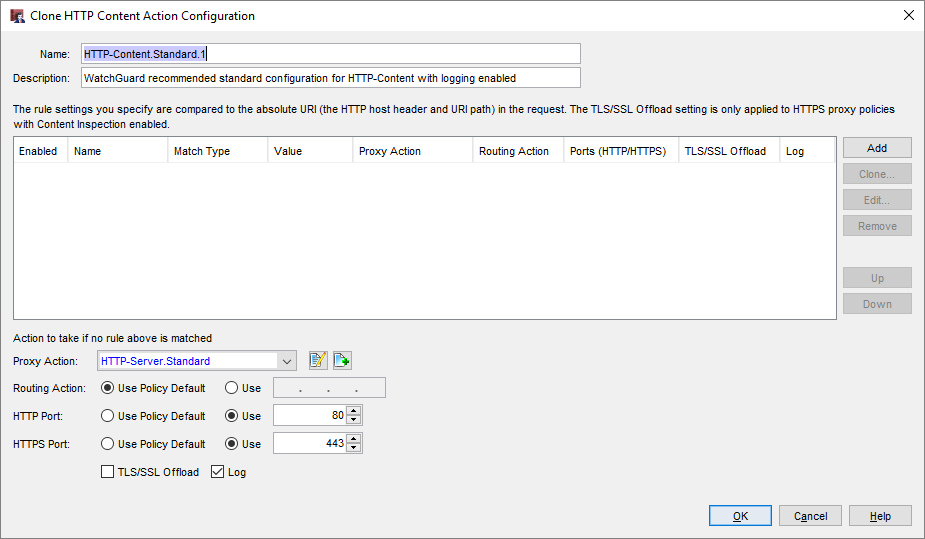 Clone HTTP Content Action Configuration
Name: HTTP-Content.Standard.1
Description: WatchGuard recommended standard configuration for HTTP-Content with logging enabled
The rule settings you specify are compared to the absolute URI (the HTTP host header and URI path) in the request. The TLS/SSL Offload setting is only applied to HTTPS proxy policies
with Content Inspection enabled.
Enabled Name Match Type Value Proxy Action Routing Action Ports (HTTP/HTTPS) TLS/SSL Offload Log
Add
Clone...
Edit...
Remove
Up
Down
Action to take if no rule above is matched
Proxy Action: HTTP-Server.Standard
Routing Action: Use Policy Default Use . . .
HTTP Port: Use Policy Default Use 80
HTTPS Port: Use Policy Default Use 443
TLS/SSL Offload Log
OK Cancel Help